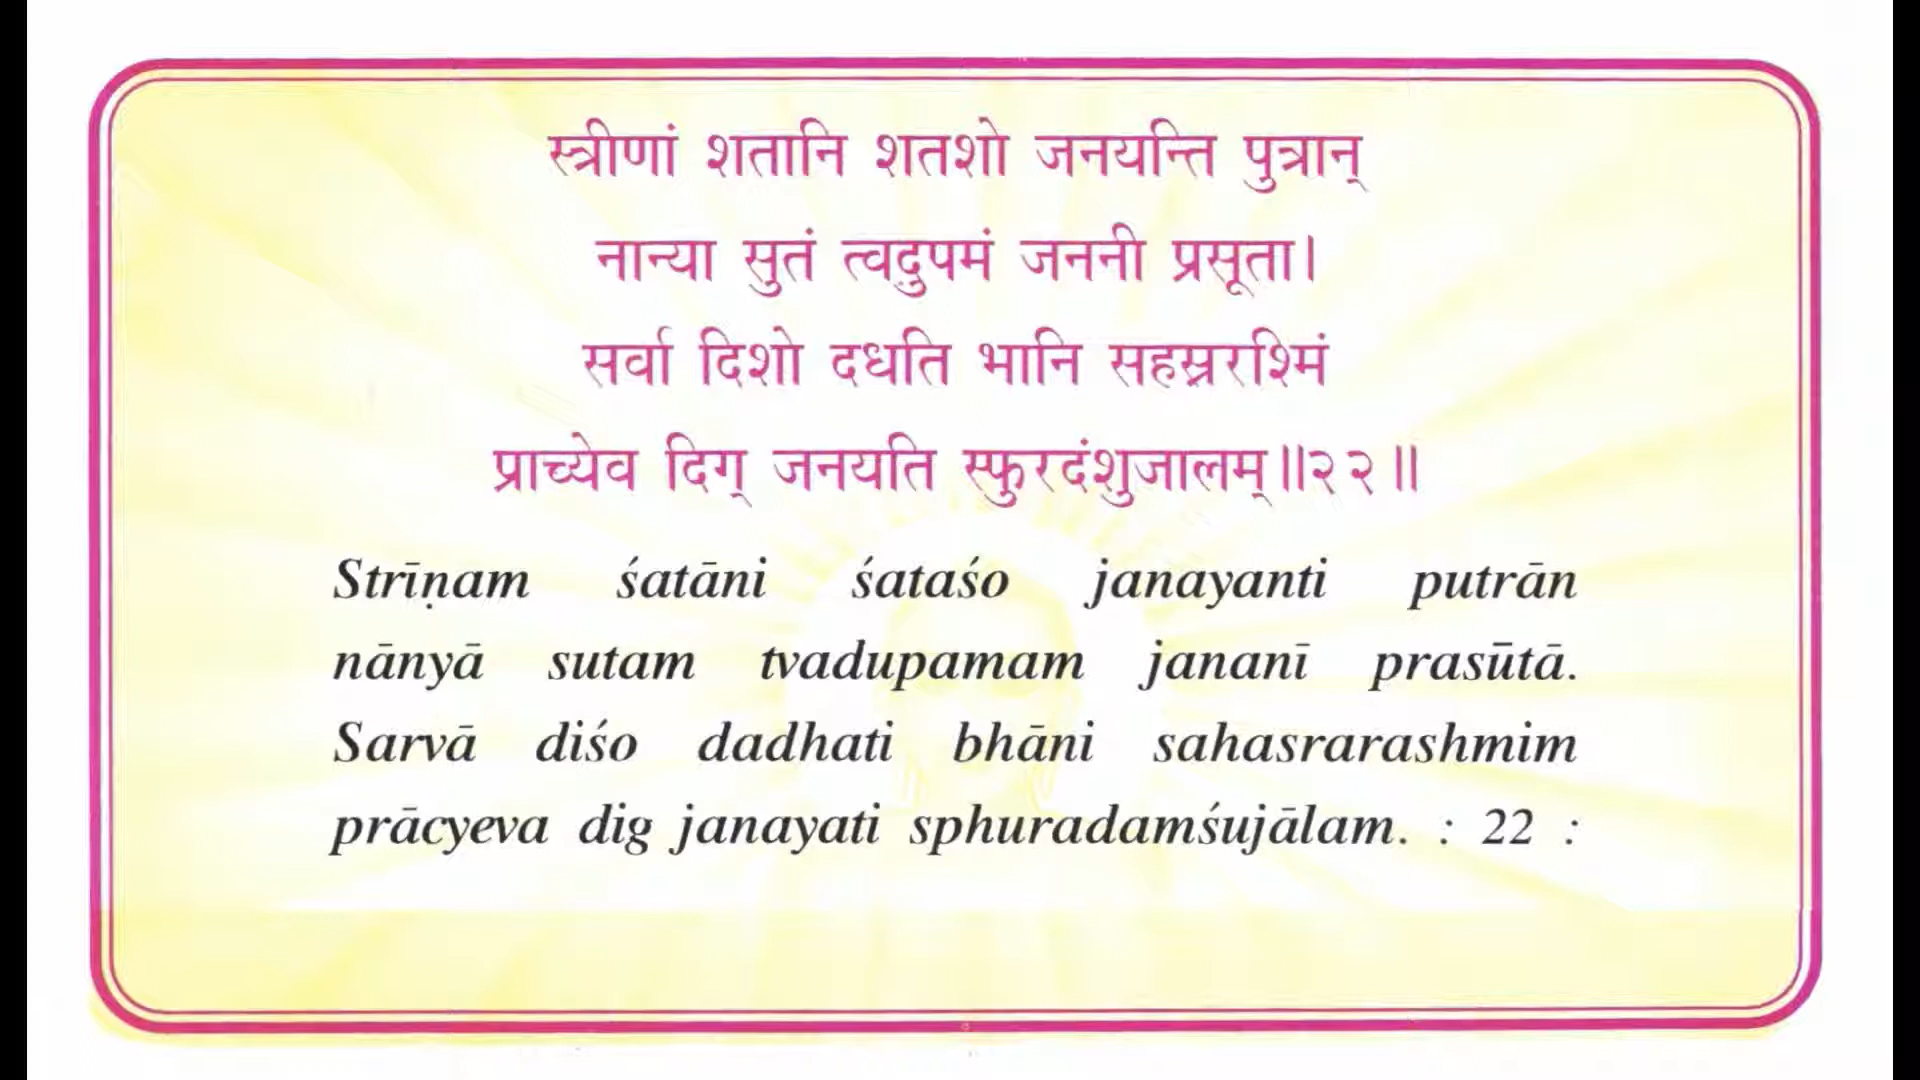 स्त्रीणां शतानि शतशो जनयन्ति पुत्रान्
नान्या सुतं त्वदुपमं जननी प्रसूता।
सर्वा दिशो दधति भानि सहस्ररश्मिं
प्राच्येव दिग् जनयति स्फुरदंशुजालम्॥२२॥
Strīṇam śatāni śataśo janayanti putrān
nānyā sutam tvadupamam jananī prasūtā.
Sarvā diśo dadhati bhāni sahasrarashmim
prācyeva dig janayati sphuradamśujālam. : 22 :